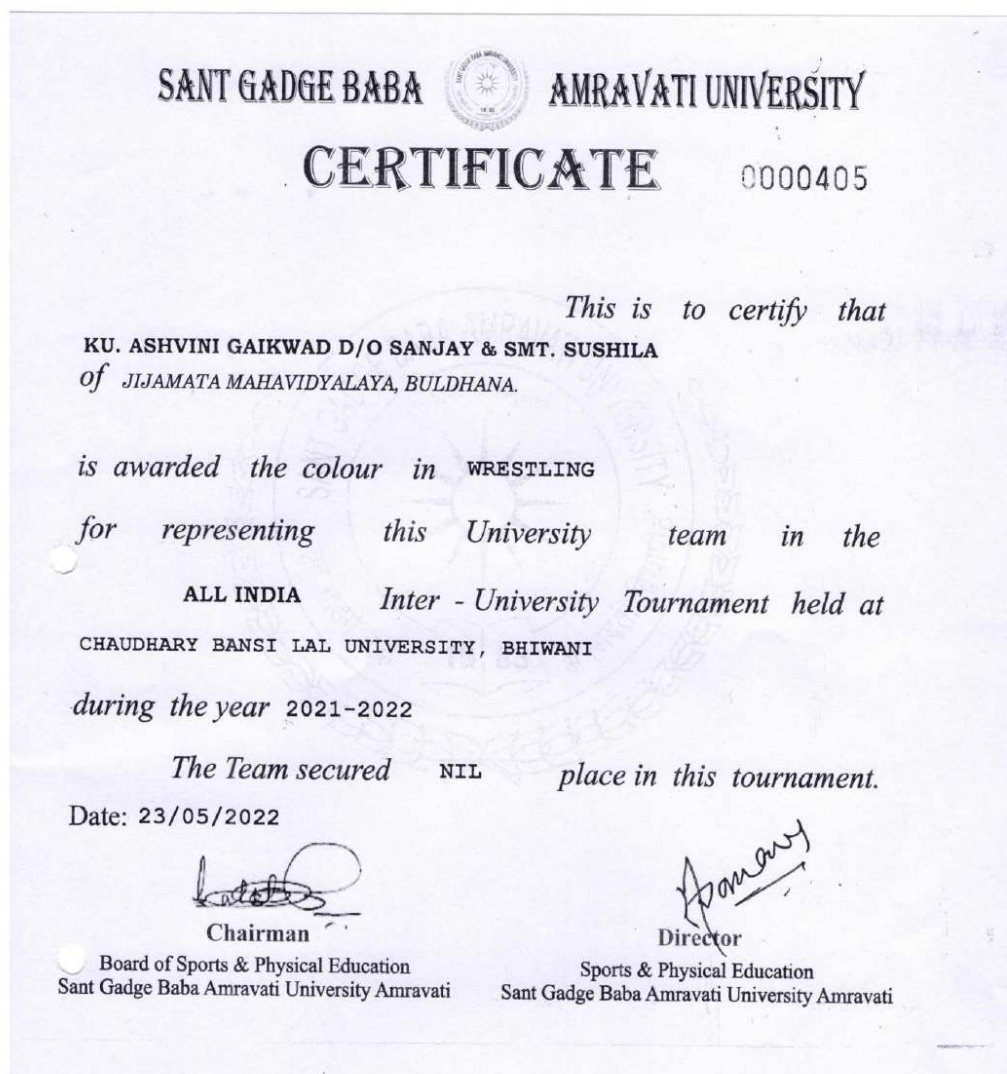 SANT GADGE BABA AMRAVATI UNIVERSITY
CERTIFICATE 0000405
This is to certify that
KU. ASHVINI GAIKWAD D/O SANJAY & SMT. SUSHILA
of JIJAMATA MAHAVIDYALAYA, BULDHANA.
is awarded the colour in WRESTLING
for representing this University team in the
ALL INDIA Inter - University Tournament held at
CHAUDHARY BANSI LAL UNIVERSITY, BHIWANI
during the year 2021-2022
The Team secured NIL place in this tournament.
Date: 23/05/2022
Chairman
Board of Sports & Physical Education
Sant Gadge Baba Amravati University Amravati
Director
Sports & Physical Education
Sant Gadge Baba Amravati University Amravati